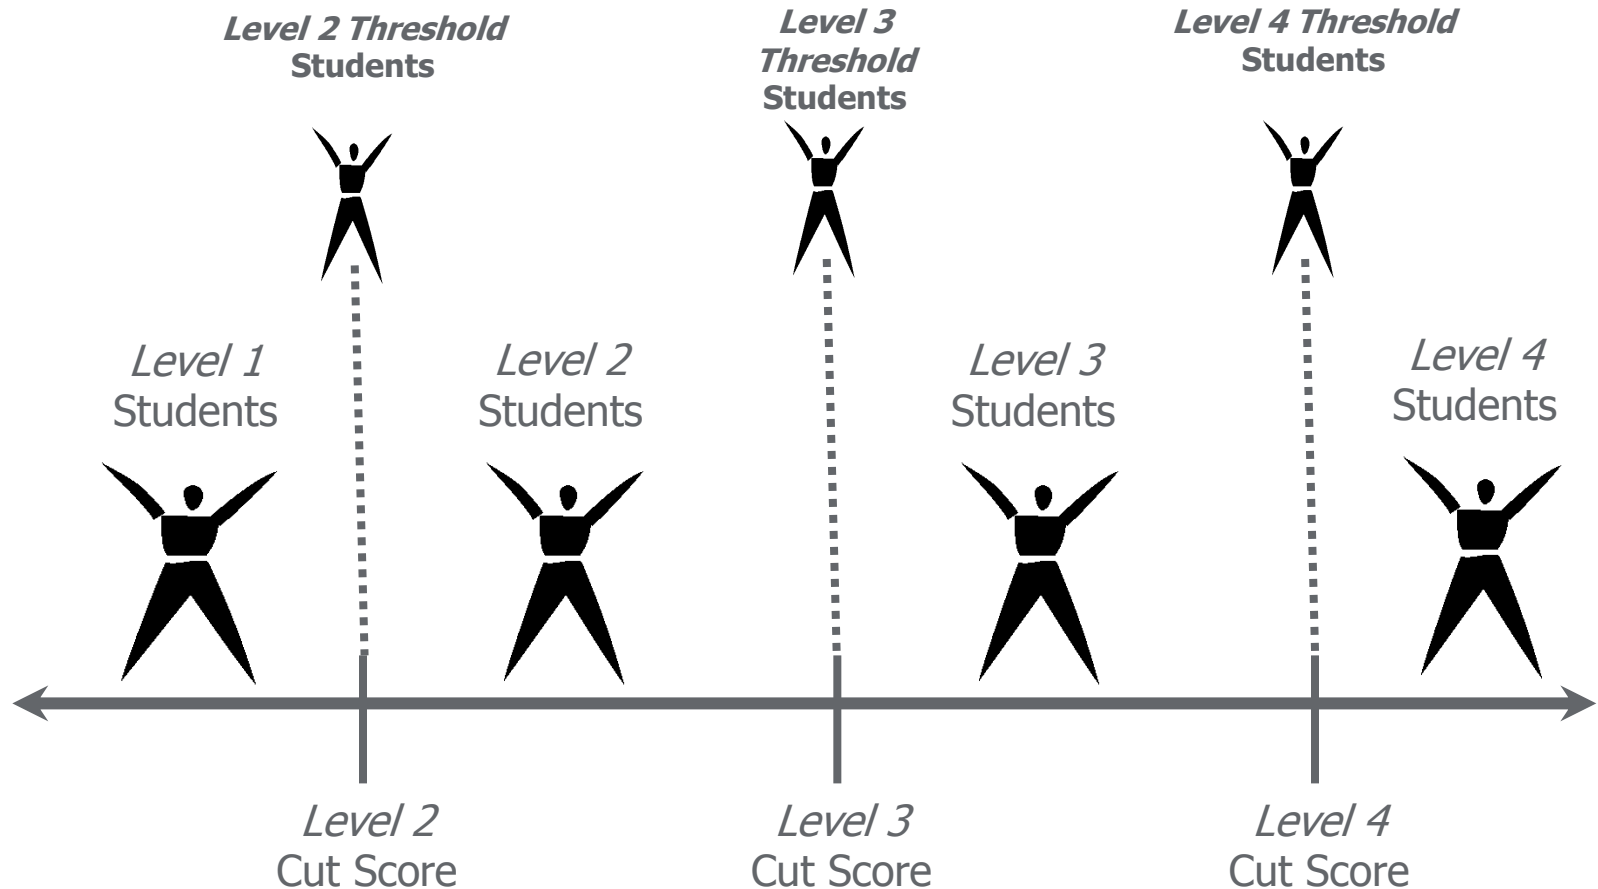 Level 2 Threshold
Students
Level 3
Threshold
Students
Level 4 Threshold
Students
Level 1
Students
Level 2
Students
Level 3
Students
Level 4
Students
Level 2
Cut Score
Level 3
Cut Score
Level 4
Cut Score